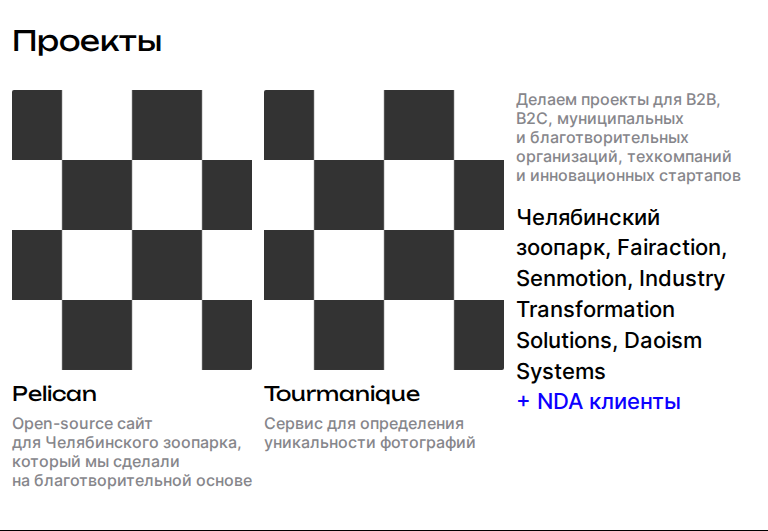 Проекты
Pelican
Open-source сайт
для Челябинского зоопарка,
который мы сделали
на благотворительной основе
Tourmanique
Сервис для определения
уникальности фотографий
Делаем проекты для B2B,
B2C, муниципальных
и благотворительных
организаций, техкомпаний
и инновационных стартапов
Челябинский
зоопарк, Fairaction,
Senmotion, Industry
Transformation
Solutions, Daoism
Systems
+ NDA клиенты